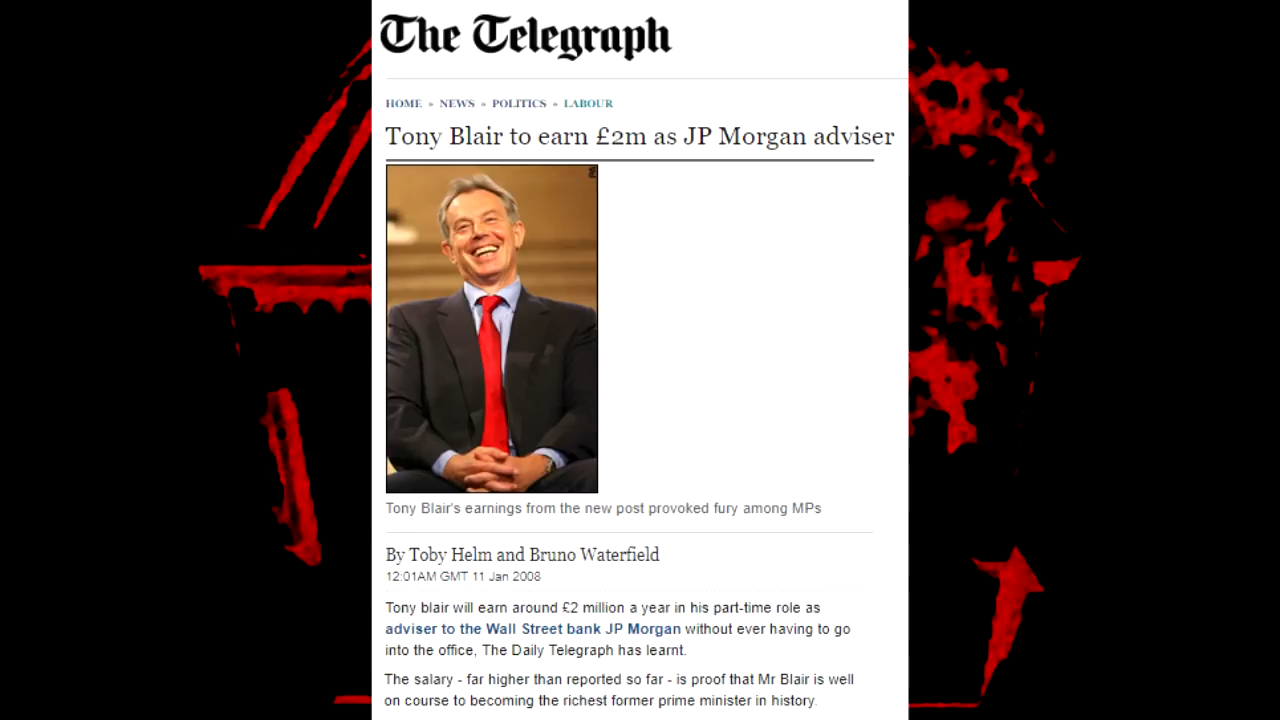 The Telegraph
HOME » NEWS » POLITICS » LABOUR
Tony Blair to earn £2m as JP Morgan adviser
Tony Blair's earnings from the new post provoked fury among MPs
By Toby Helm and Bruno Waterfield
12:01AM GMT 11 Jan 2008
Tony blair will earn around £2 million a year in his part-time role as
adviser to the Wall Street bank JP Morgan without ever having to go
into the office, The Daily Telegraph has learnt.
The salary - far higher than reported so far - is proof that Mr Blair is well
on course to becoming the richest former prime minister in history.